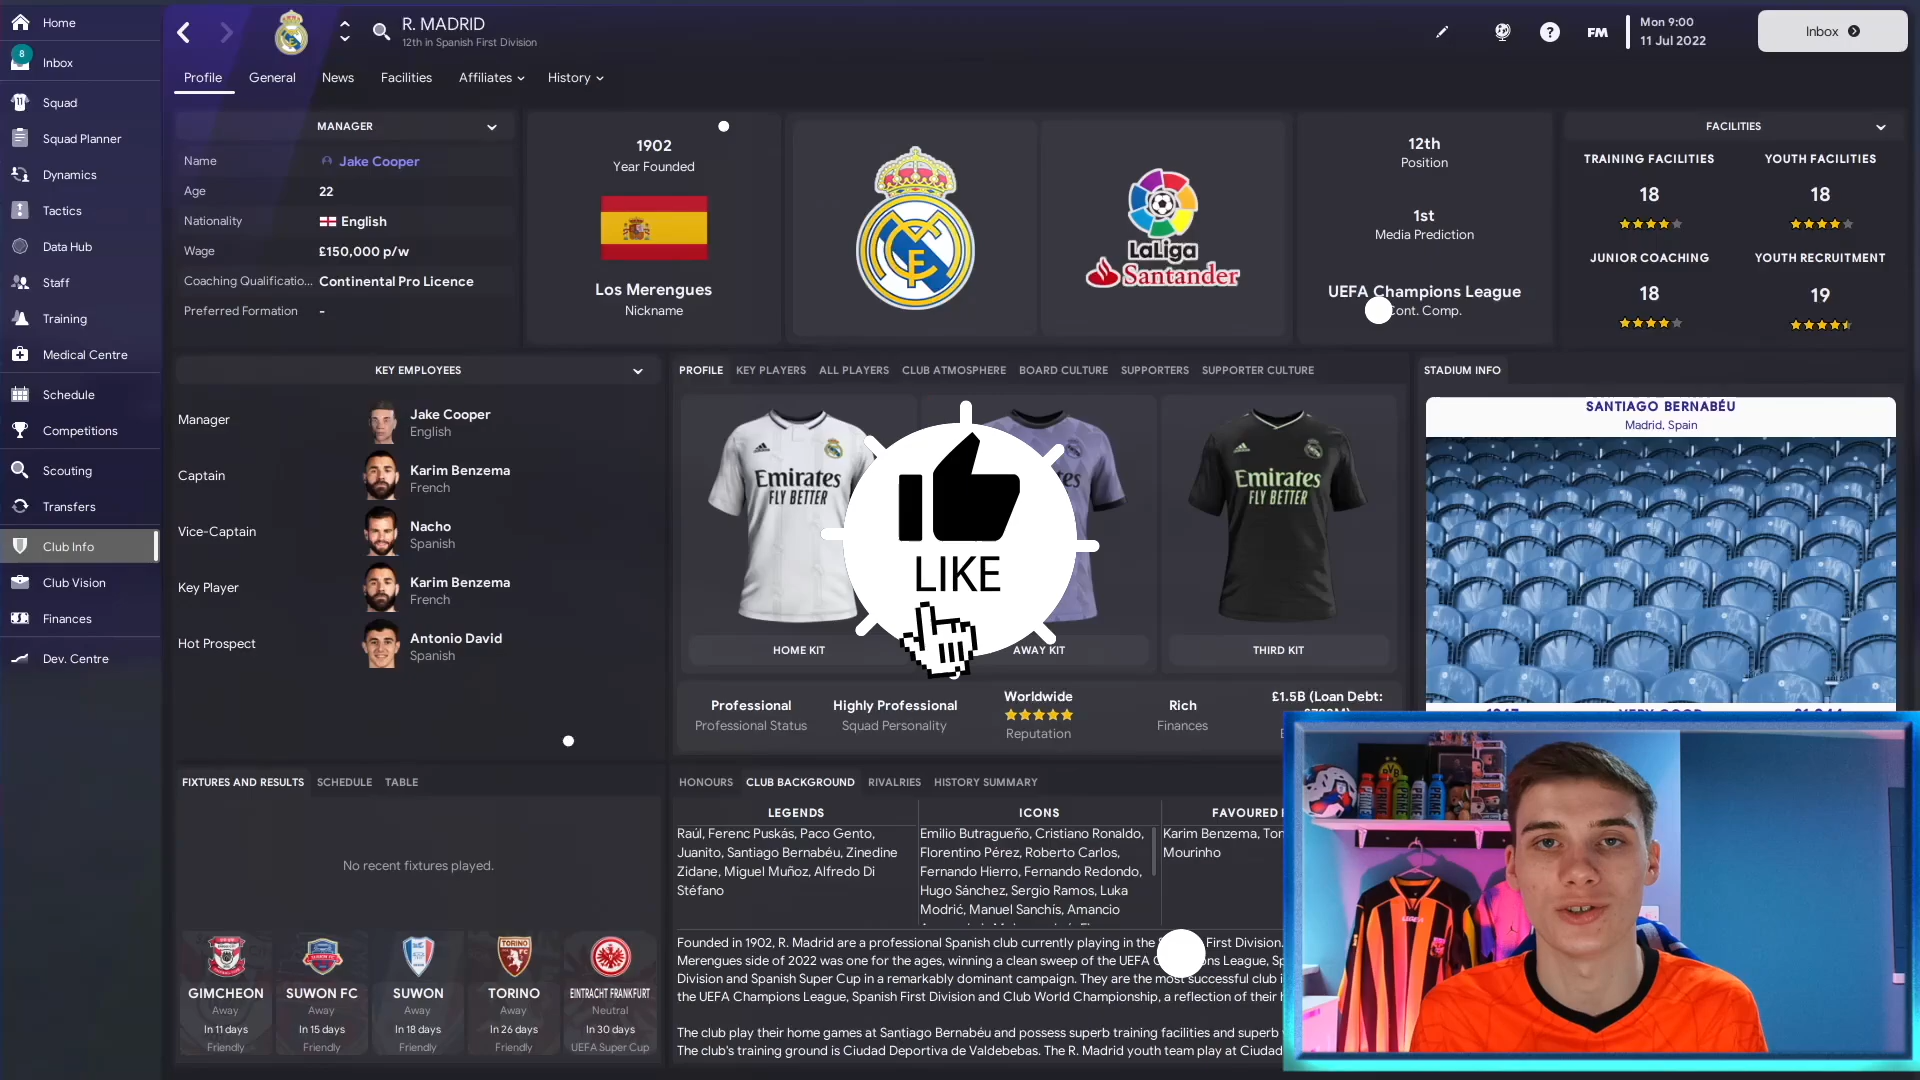 Home
8
Inbox
Squad
Squad Planner
Dynamics
Tactics
Data Hub
Staff
Training
Medical Centre
Schedule
Competitions
Scouting
Transfers
Club Info
Club Vision
Finances
Dev. Centre
R. MADRID
12th in Spanish First Division
FM
Mon 9:00
11 Jul 2022
Inbox
Profile General News Facilities Affiliates History
MANAGER
Name Jake Cooper
Age 22
Nationality English
Wage £150,000 p/w
Coaching Qualificatio... Continental Pro Licence
Preferred Formation -
1902
Year Founded
Los Merengues
Nickname
LaLiga
Santander
12th
Position
1st
Media Prediction
UEFA Champions League
Cont. Comp.
FACILITIES
TRAINING FACILITIES YOUTH FACILITIES
18 18
JUNIOR COACHING YOUTH RECRUITMENT
18 19
KEY EMPLOYEES
Manager Jake Cooper
English
Captain Karim Benzema
French
Vice-Captain Nacho
Spanish
Key Player Karim Benzema
French
Hot Prospect Antonio David
Spanish
PROFILE KEY PLAYERS ALL PLAYERS CLUB ATMOSPHERE BOARD CULTURE SUPPORTERS SUPPORTER CULTURE
Emirates
FLY BETTER
Emirates
FLY BETTER
LIKE
HOME KIT AWAY KIT THIRD KIT
Professional
Professional Status
Highly Professional
Squad Personality
Worldwide
Reputation
Rich
Finances
£1.5B (Loan Debt:
STADIUM INFO
SANTIAGO BERNABÉU
Madrid, Spain
1947 VERY GOOD
FIXTURES AND RESULTS SCHEDULE TABLE
No recent fixtures played.
GIMCHEON SUWON FC SUWON TORINO EINTRACHT FRANKFURT
Away Away Away Away Neutral
In 11 days In 15 days In 18 days In 26 days In 30 days
Friendly Friendly Friendly Friendly UEFA Super Cup
HONOURS CLUB BACKGROUND RIVALRIES HISTORY SUMMARY
LEGENDS
Raúl, Ferenc Puskás, Paco Gento,
Juanito, Santiago Bernabéu, Zinedine
Zidane, Miguel Muñoz, Alfredo Di
Stéfano
ICONS
Emilio Butragueño, Cristiano Ronaldo,
Florentino Pérez, Roberto Carlos,
Fernando Hierro, Fernando Redondo,
Hugo Sánchez, Sergio Ramos, Luka
Modrić, Manuel Sanchís, Amancio
FAVOURED
Karim Benzema, Ton
Mourinho
Founded in 1902, R. Madrid are a professional Spanish club currently playing in the S First Division.
Merengues side of 2022 was one for the ages, winning a clean sweep of the UEFA C ons League, Sp
Division and Spanish Super Cup in a remarkably dominant campaign. They are the most successful club i
the UEFA Champions League, Spanish First Division and Club World Championship, a reflection of their h
The club play their home games at Santiago Bernabéu and possess superb training facilities and superb
The club's training ground is Ciudad Deportiva de Valdebebas. The R. Madrid youth team play at Ciudad